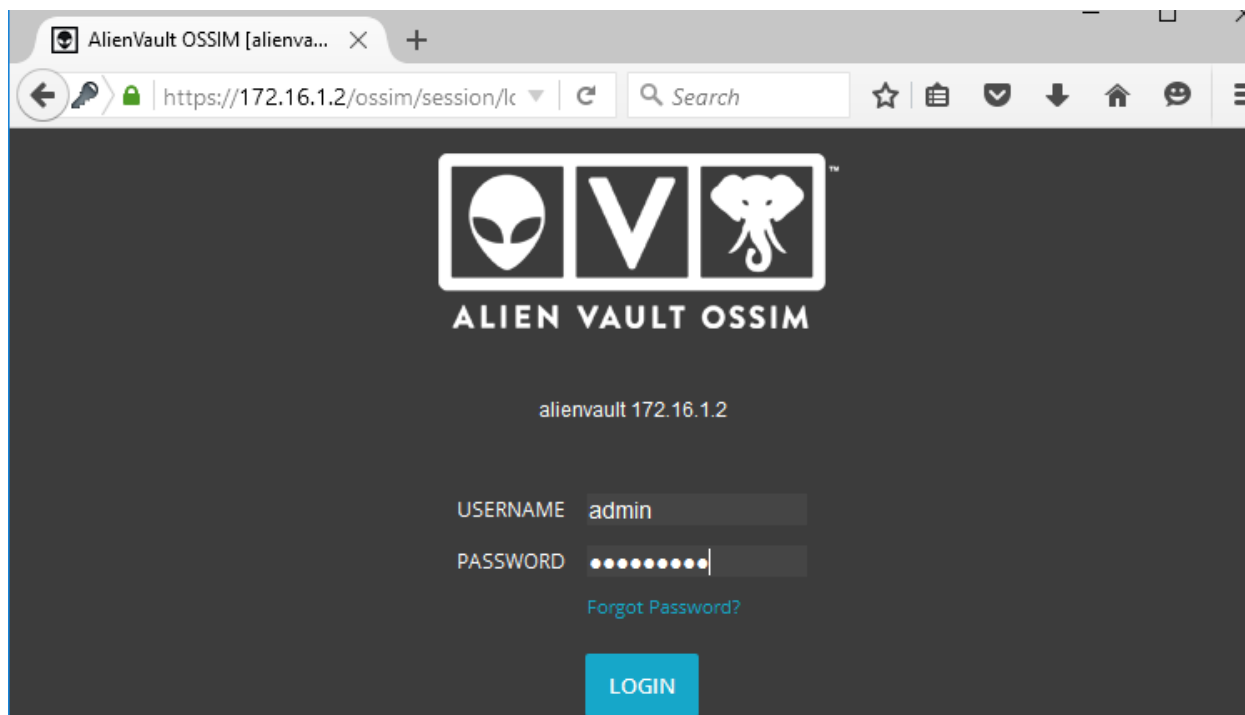 AlienVault OSSIM [alienva...
https://172.16.1.2/ossim/session/lc
Search
V
™
ALIEN VAULT OSSIM
alienvault 172.16.1.2
USERNAME admin
PASSWORD ●●●●●●●●●
Forgot Password?
LOGIN